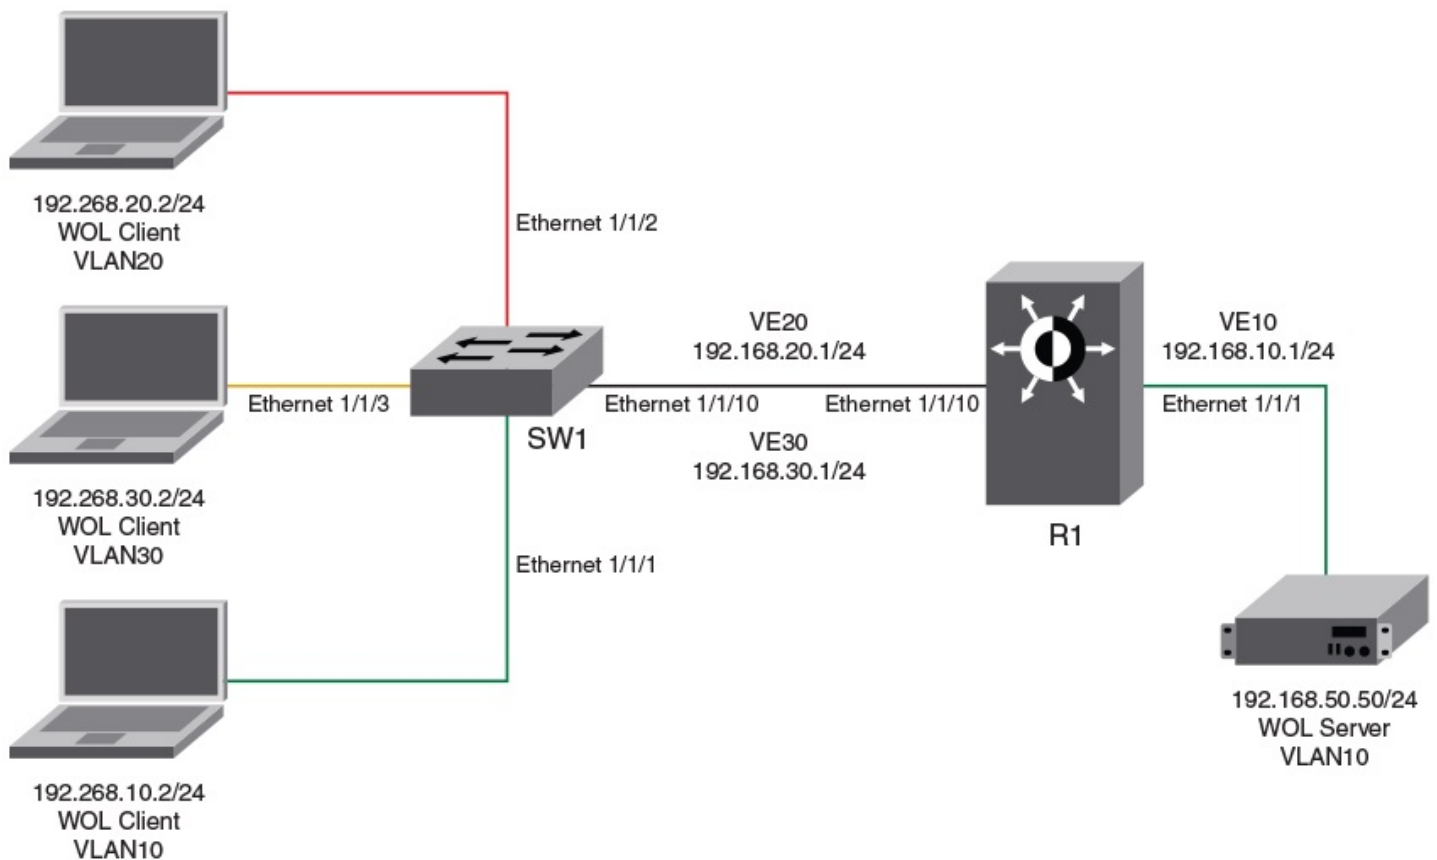 192.268.20.2/24
WOL Client
VLAN20
Ethernet 1/1/2
192.268.30.2/24
WOL Client
VLAN30
Ethernet 1/1/3
SW1
Ethernet 1/1/1
192.268.10.2/24
WOL Client
VLAN10
VE20
192.168.20.1/24
Ethernet 1/1/10
Ethernet 1/1/10
VE30
192.168.30.1/24
R1
VE10
192.168.10.1/24
Ethernet 1/1/1
192.168.50.50/24
WOL Server
VLAN10